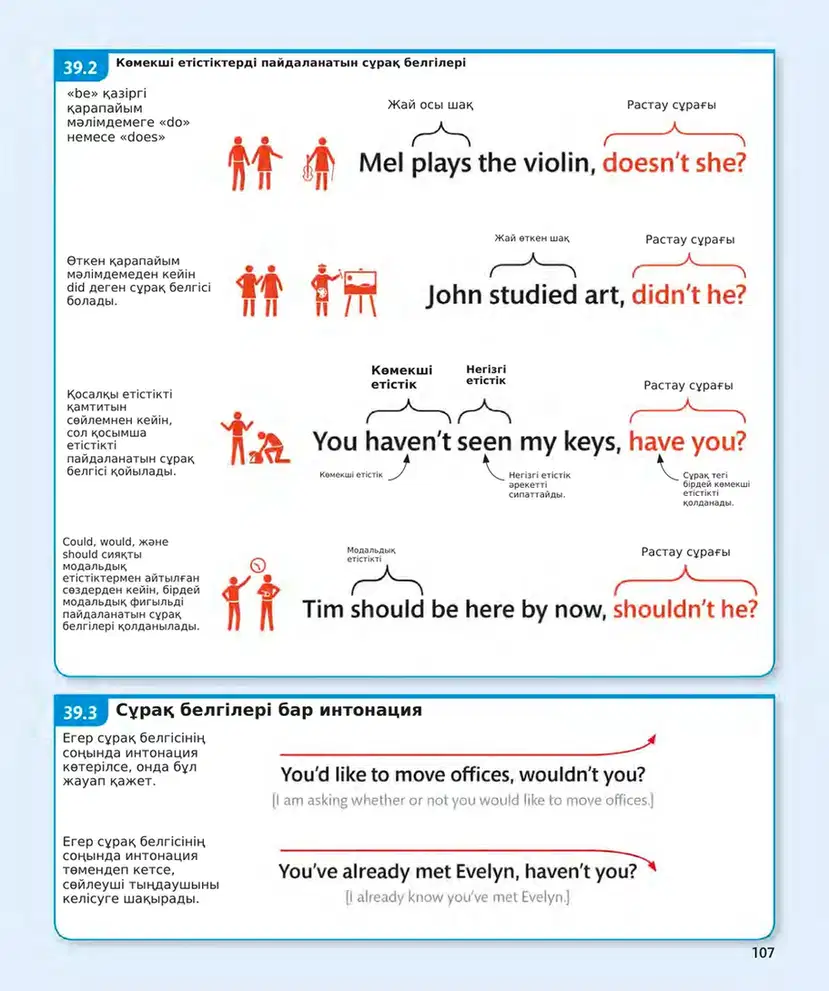 39.2 Көмекші етістіктерді пайдаланатын сұрақ белгілері
«be» қазіргі
қарапайым
мәлімдемеге «do»
немесе «does»
Жай осы шақ
Растау сұрағы
Mel plays the violin, doesn't she?
Өткен қарапайым
мәлімдемеден кейін
did деген сұрақ белгісі
болады.
Жай өткен шақ
Растау сұрағы
John studied art, didn't he?
Қосалқы етістікті
қамтитын
сөйлемнен кейін,
сол қосымша
етістікті
пайдаланатын сұрақ
белгісі қойылады.
Көмекші
етістік
Негізгі
етістік
Растау сұрағы
You haven't seen my keys, have you?
Көмекші етістік
Негізгі етістік
әрекетті
сипаттайды.
Сұрақ тегі
бірдей көмекші
етістікті
қолданады.
Could, would, және
should сияқты
модальдық
етістіктермен айтылған
сөздерден кейін, бірдей
модальдық фигыльді
пайдаланатын сұрақ
белгілері қолданылады.
Модальдық
етістікті
Растау сұрағы
Tim should be here by now, shouldn't he?
39.3 Сұрақ белгілері бар интонация
Егер сұрақ белгісінің
соңында интонация
көтерілсе, онда бұл
жауап қажет.
You'd like to move offices, wouldn't you?
[I am asking whether or not you would like to move offices.]
Егер сұрақ белгісінің
соңында интонация
төмендеп кетсе,
сөйлеуші тыңдаушыны
келісуге шақырады.
You've already met Evelyn, haven't you?
[I already know you've met Evelyn.]
107